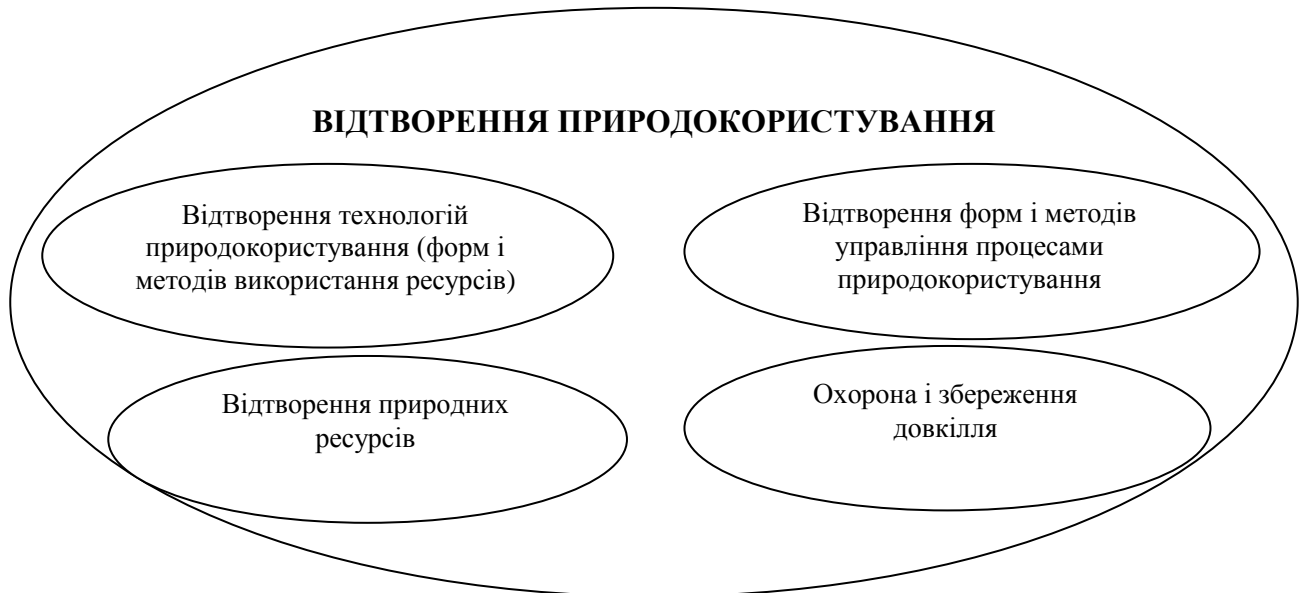 ВІДТВОРЕННЯ ПРИРОДОКОРИСТУВАННЯ
Відтворення технологій
природокористування (форм і
методів використання ресурсів)
Відтворення форм і методів
управління процесами
природокористування
Відтворення природних
ресурсів
Охорона і збереження
довкілля